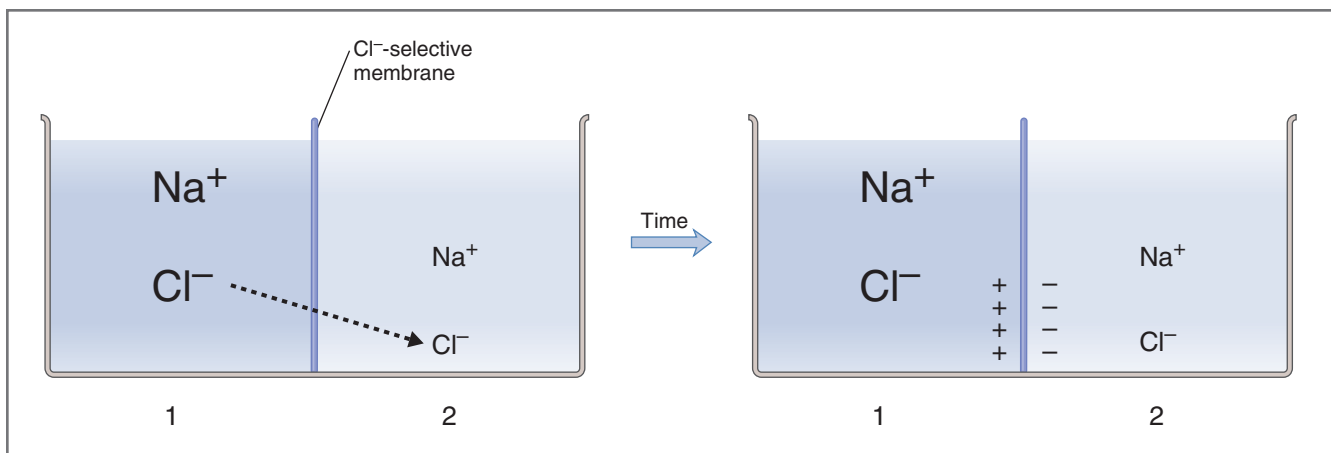 Cl⁻-selective
membrane
Na⁺
Cl⁻
Na⁺
Cl⁻
1
2
Time
Na⁺
Cl⁻
Na⁺
Cl⁻
+ −
+ −
+ −
+ −
1
2